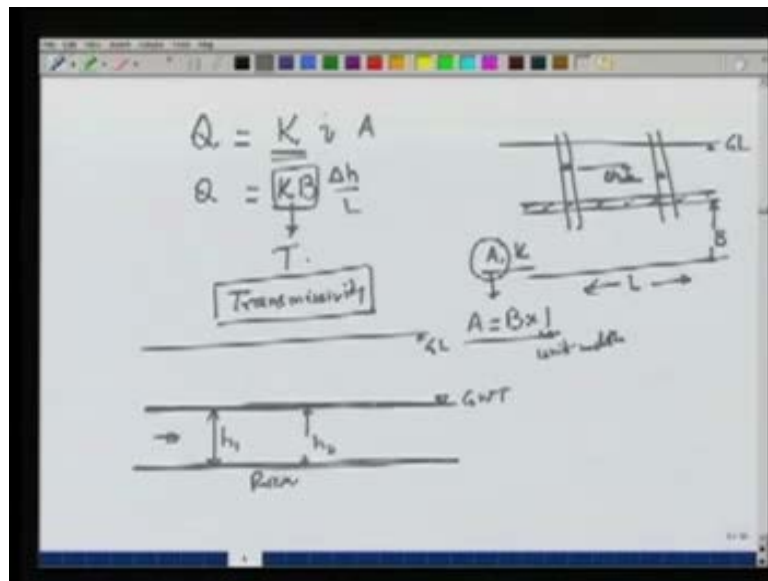 Q = K i A
Q = KB Δh/L
T.
Transmissivity
GL
B
L
A. K
A = B×1
unit width
GL
GWT
h₁
h₂